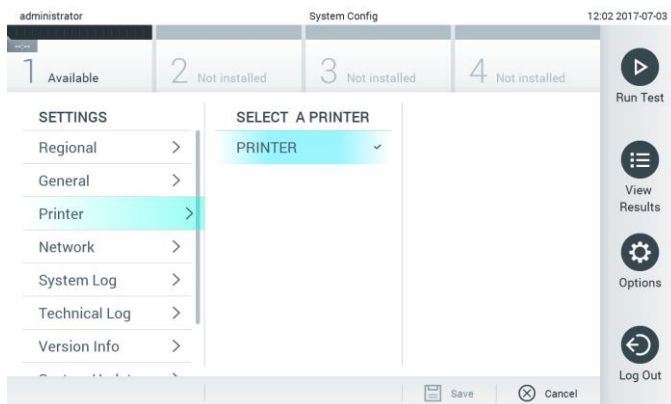 administrator System Config 12:02 2017-07-03
--:--
1 Available 2 Not installed 3 Not installed 4 Not installed
Run Test
SETTINGS SELECT A PRINTER
Regional PRINTER
General
View Results
Printer
Network
System Log
Options
Technical Log
Version Info
Log Out
Save Cancel